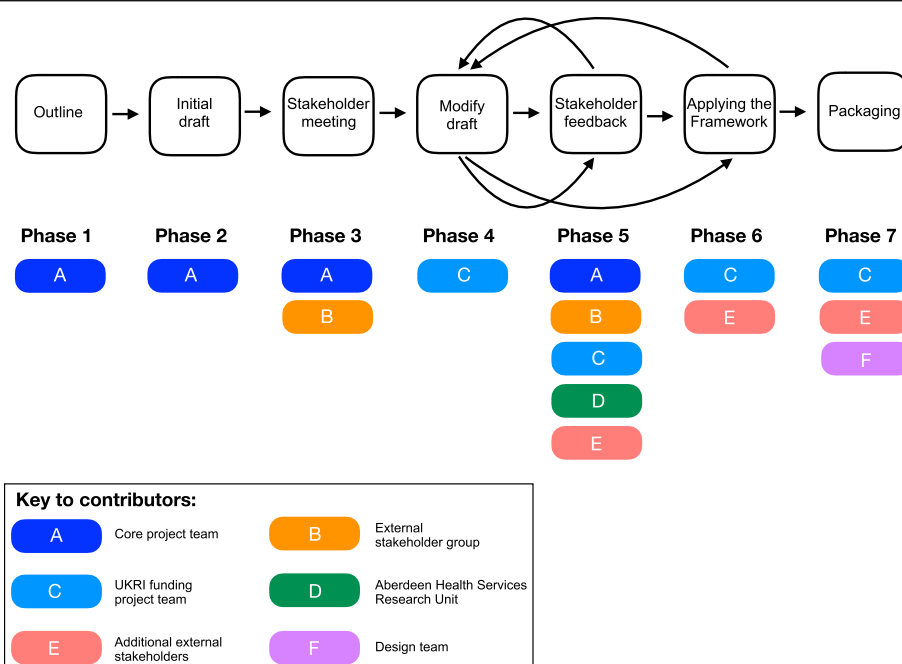 Outline
Initial
draft
Stakeholder
meeting
Modify
draft
Stakeholder
feedback
Applying the
Framework
Packaging
Phase 1
Phase 2
Phase 3
Phase 4
Phase 5
Phase 6
Phase 7
A
A
A
C
A
C
C
B
B
E
E
C
F
D
E
Key to contributors:
A
Core project team
B
External
stakeholder group
C
UKRI funding
project team
D
Aberdeen Health Services
Research Unit
E
Additional external
stakeholders
F
Design team